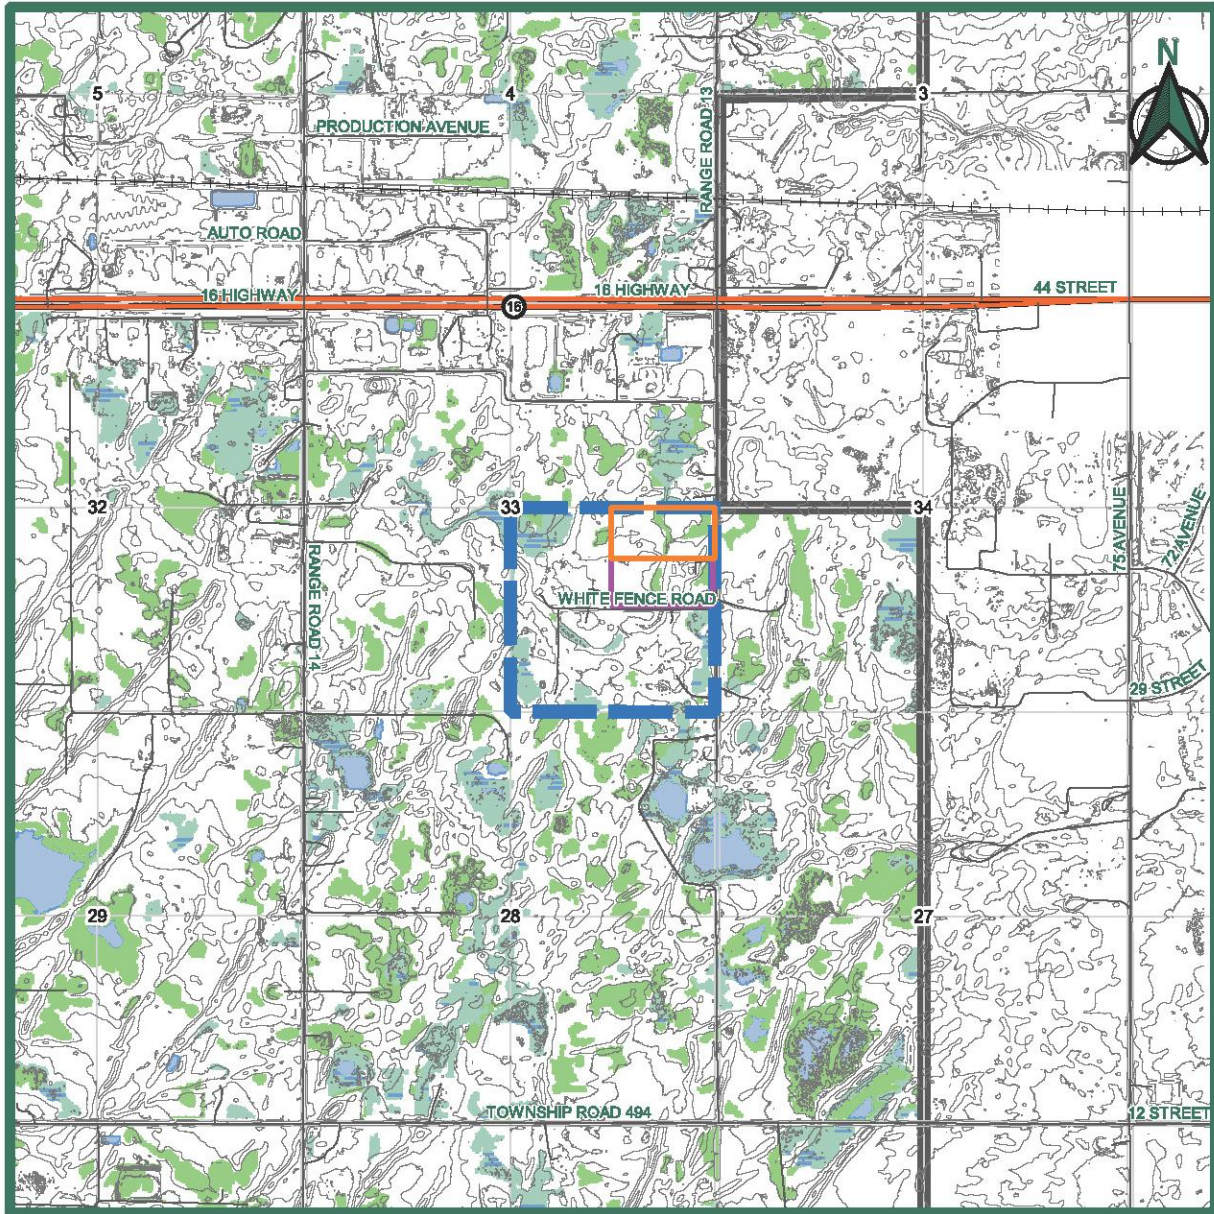 N
5
4
3
RANGE ROAD 13
PRODUCTION AVENUE
AUTO ROAD
16 HIGHWAY
16 HIGHWAY
44 STREET
16
32
33
34
75 AVENUE
72 AVENUE
RANGE ROAD 14
WHITE FENCE ROAD
29 STREET
29
28
27
TOWNSHIP ROAD 494
12 STREET